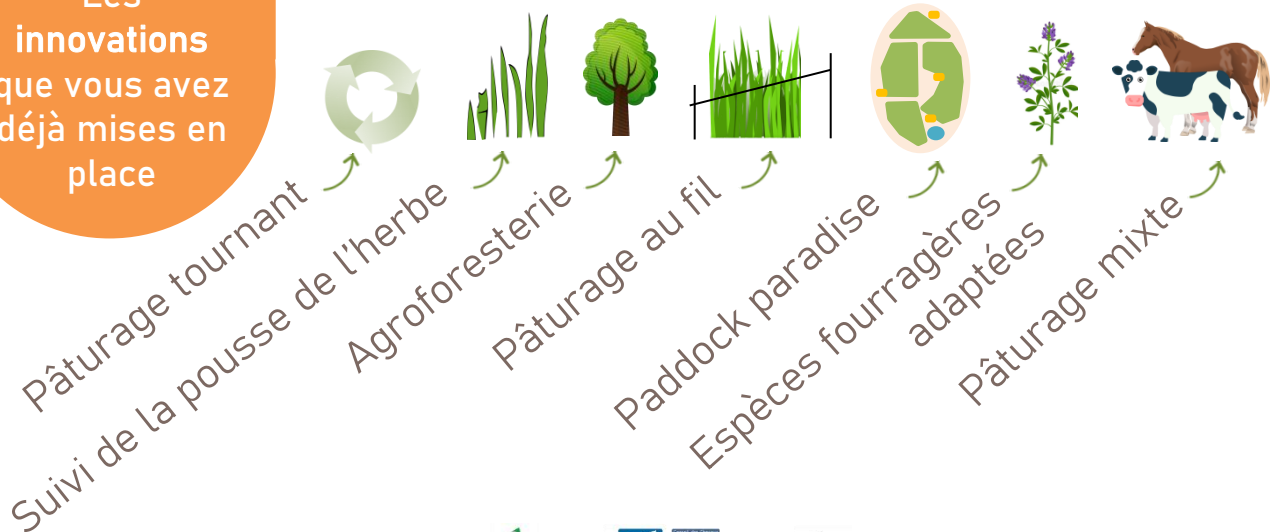 Les
innovations
que vous avez
déjà mises en
place
Pâturage tournant
Suivi de la pousse de l'herbe
Agroforesterie
Pâturage au fil
Paddock paradise
Espèces fourragères
adaptées
Pâturage mixte